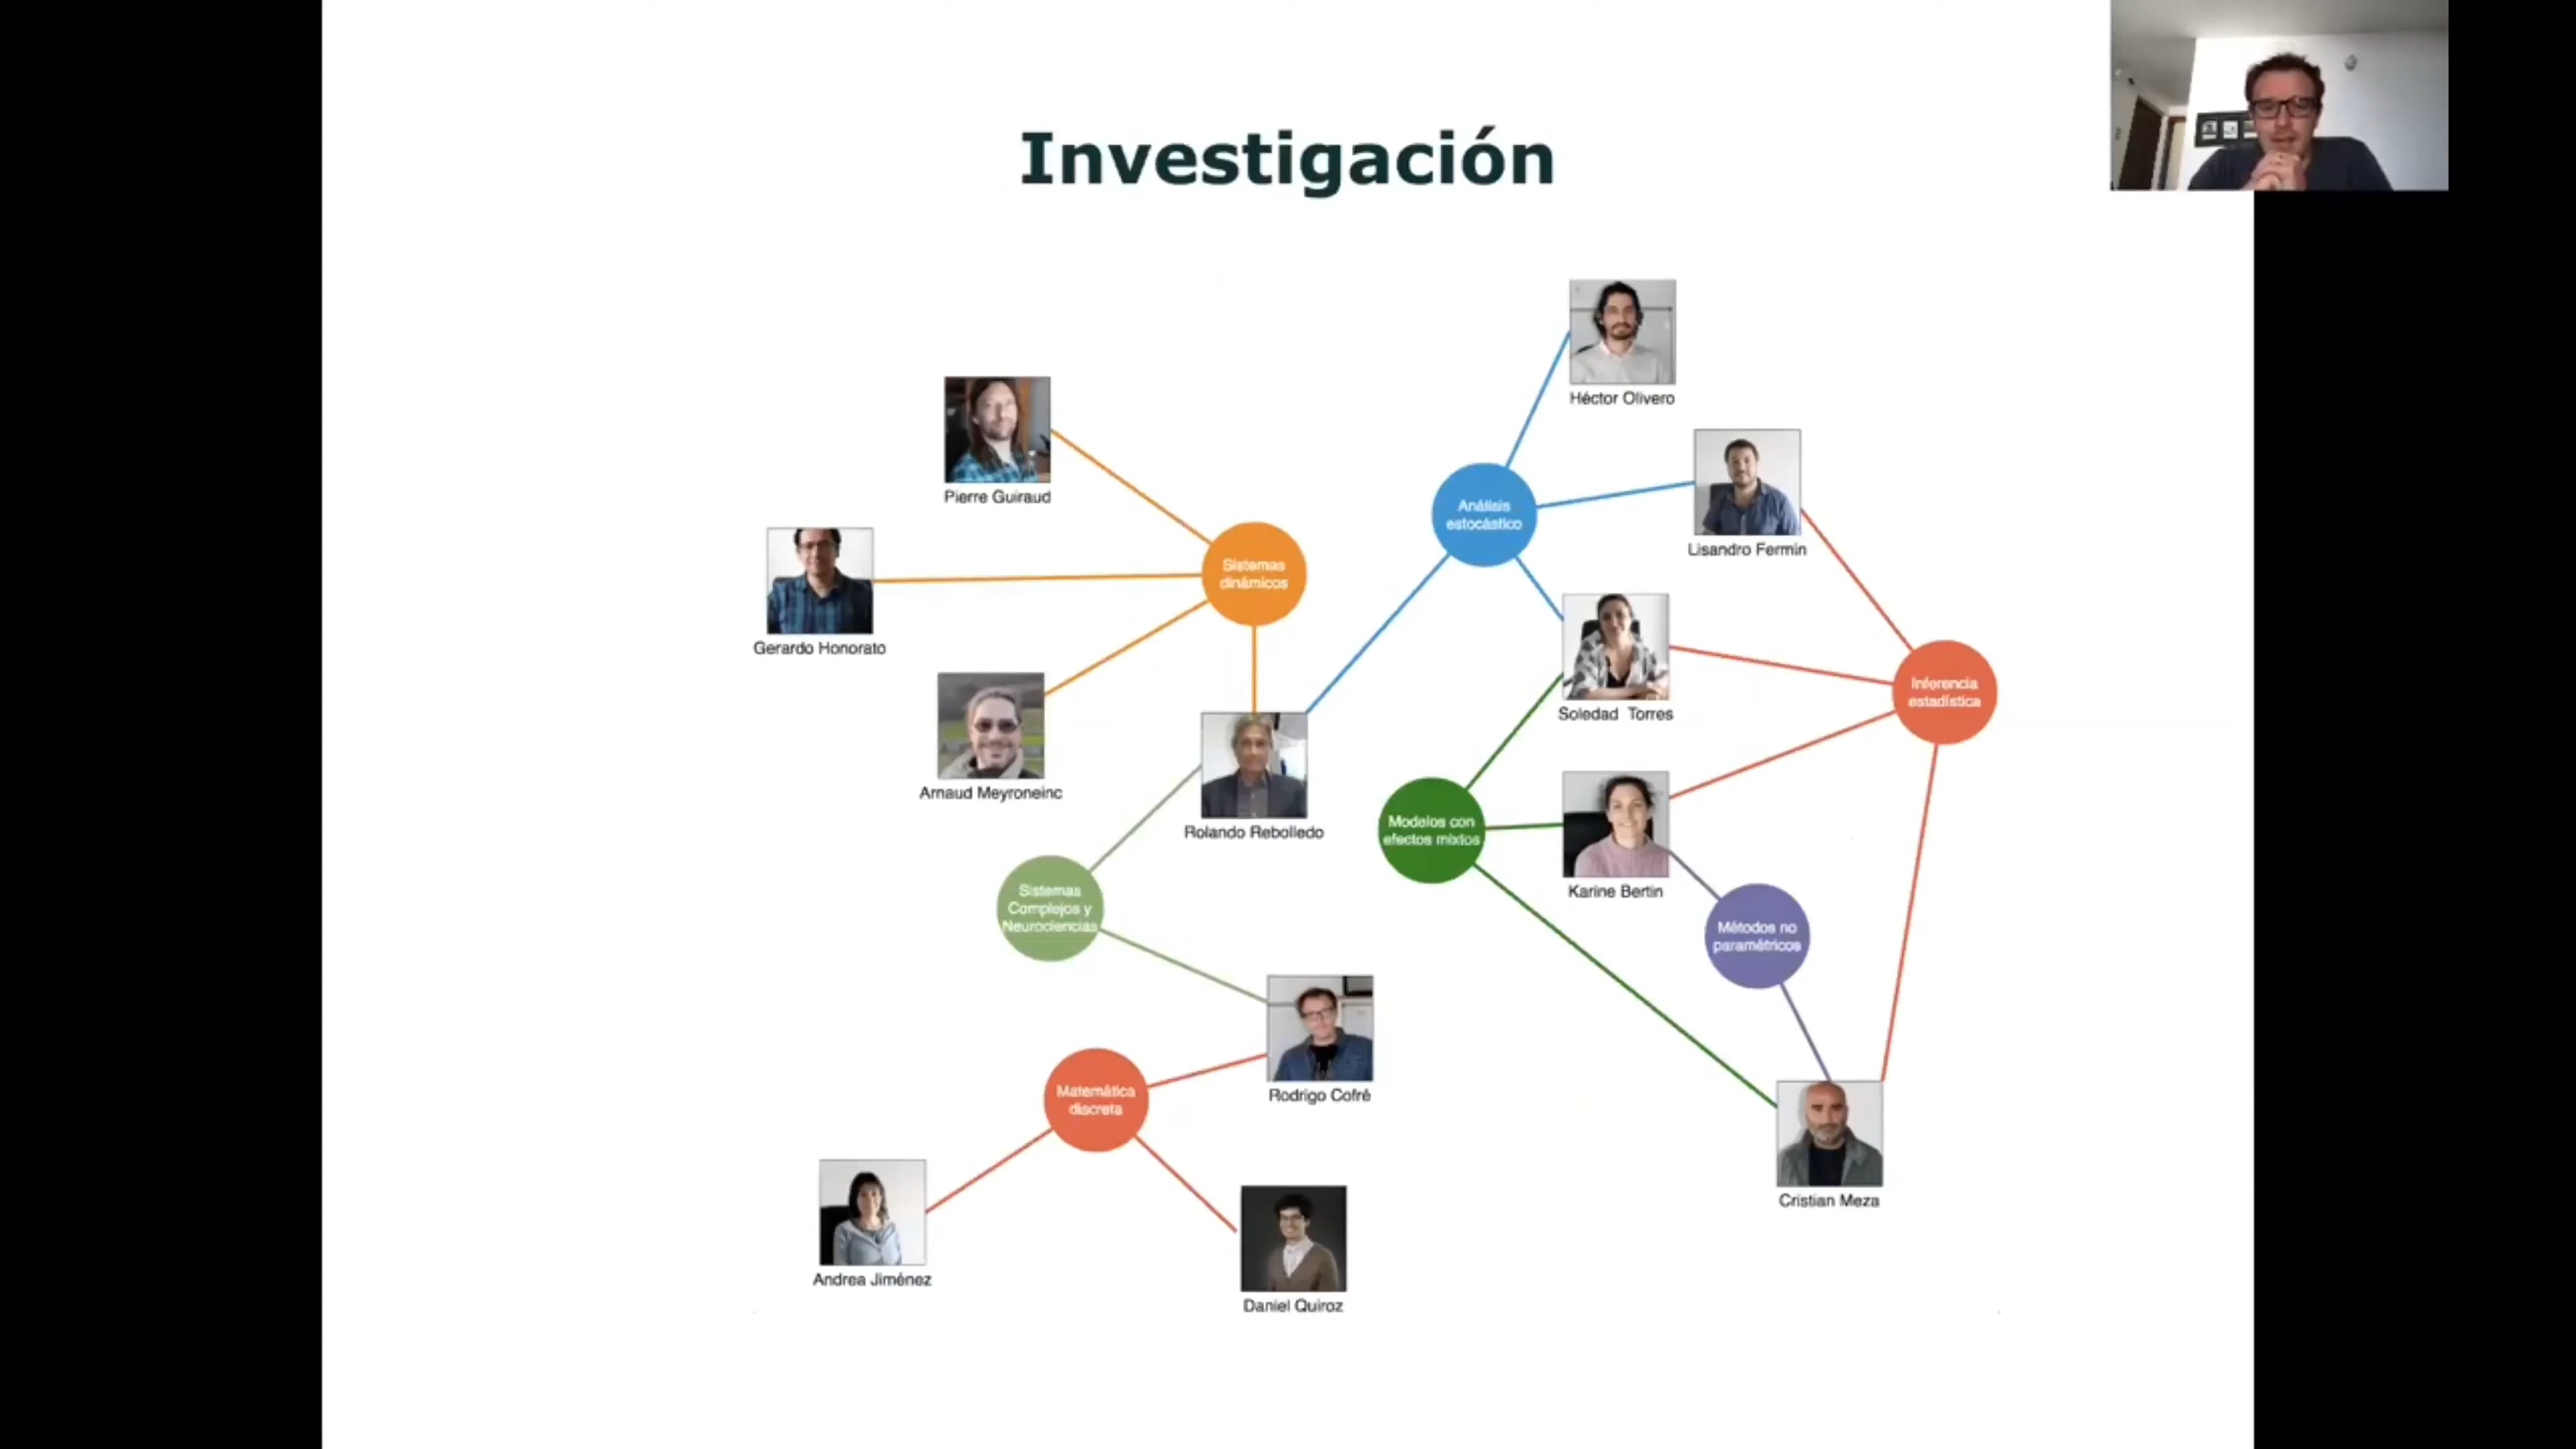 Investigación
Héctor Olivero
Pierre Guiraud
Análisis
estocástico
Lisandro Fermin
Sistemas
dinámicos
Gerardo Honorato
Inferencia
estadística
Soledad Torres
Arnaud Meyroneinc
Rolando Rebolledo
Modelos con
efectos mixtos
Karine Bertin
Sistemas
Complejos y
Neurociencias
Métodos no
paramétricos
Rodrigo Cofré
Matemática
discreta
Cristian Meza
Andrea Jiménez
Daniel Quiroz